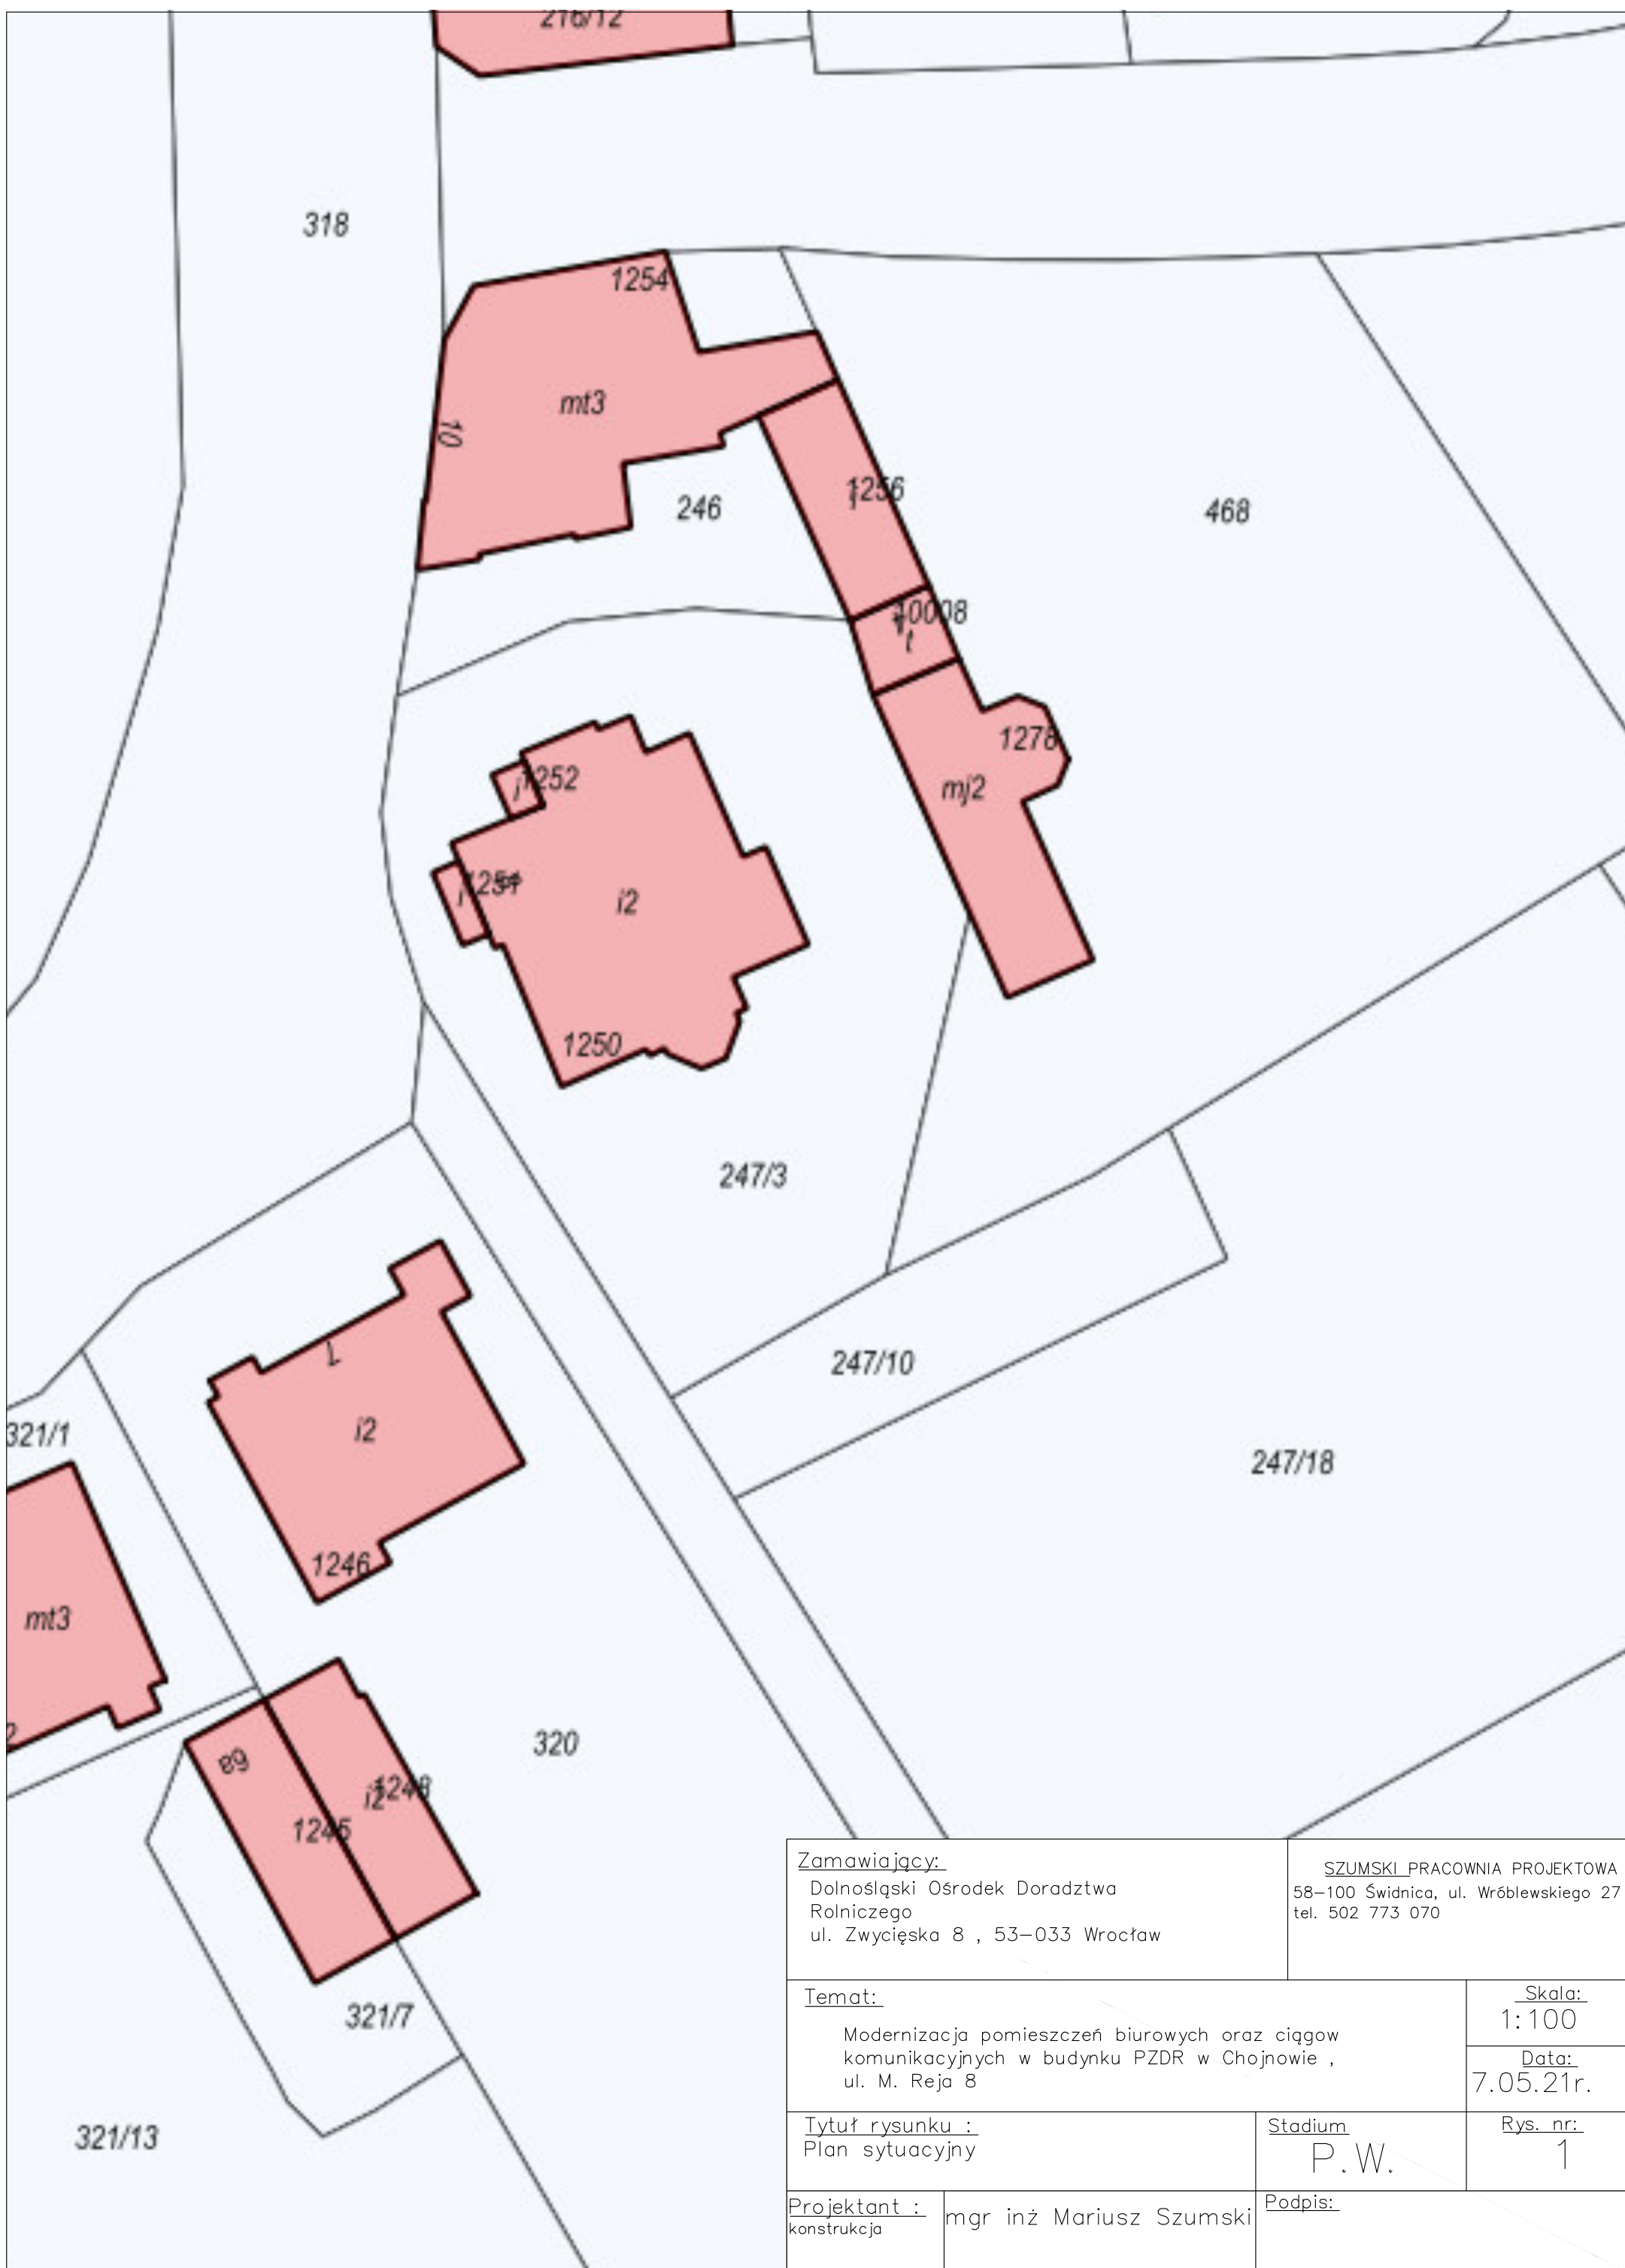 216/12
318
1254
mt3
10
246
1256
468
10008
t
1278
mj2
1252
j
i
i2
1250
247/3
7
247/10
i2
321/1
247/18
1246
mt3
2
320
6a
i2
1248
1245
321/7
321/13
Zamawiający:
Dolnośląski Ośrodek Doradztwa
Rolniczego
ul. Zwycięska 8 , 53-033 Wrocław
SZUMSKI PRACOWNIA PROJEKTOWA
58-100 Świdnica, ul. Wróblewskiego 27
tel. 502 773 070
Temat:
Modernizacja pomieszczeń biurowych oraz ciągow
komunikacyjnych w budynku PZDR w Chojnowie ,
ul. M. Reja 8
Skala:
1:100
Data:
7.05.21r.
Tytuł rysunku :
Plan sytuacyjny
Stadium
P.W.
Rys. nr:
1
Projektant :
konstrukcja
mgr inż Mariusz Szumski
Podpis: